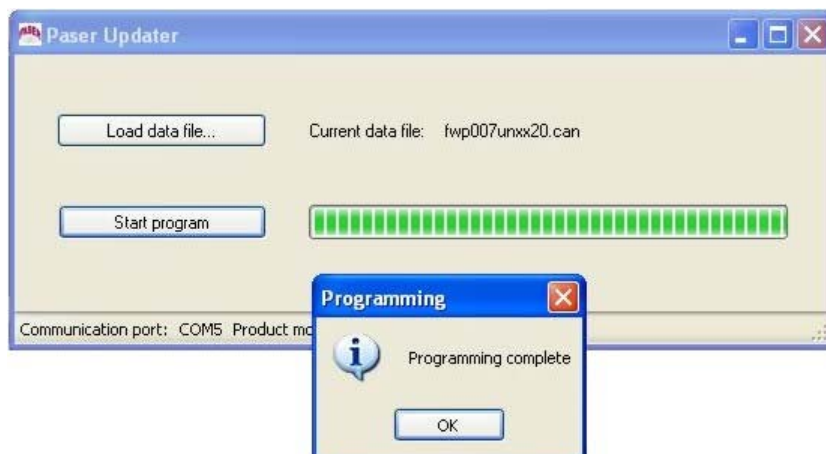 Paser Updater
Load data file...
Current data file: fwp007unxx20.can
Start program
Programming
Communication port: COM5 Product mo
Programming complete
OK